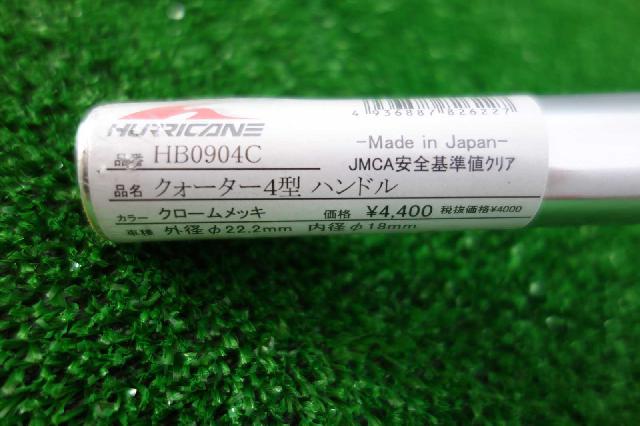 4 936887 826227
HURRICANE
-Made in Japan-
品番 HB0904C
JMCA安全基準値クリア
品名 クォーター4型 ハンドル
カラー クロームメッキ 価格 ¥4,400 税抜価格¥4000
車種 外径φ22.2mm 内径φ18mm